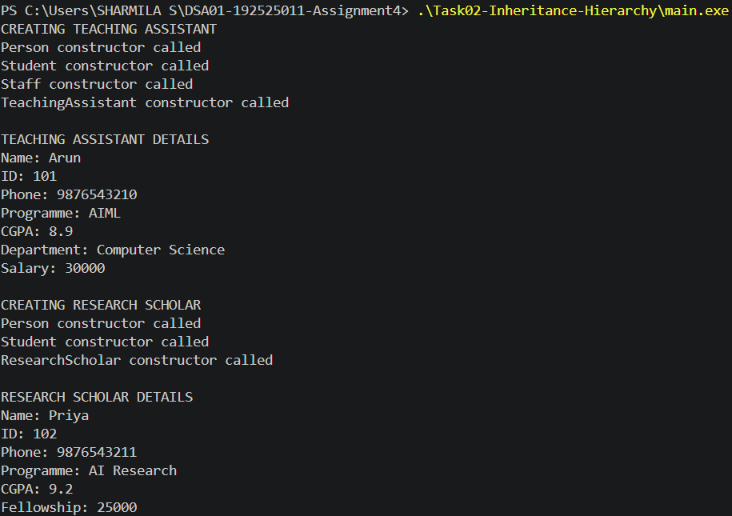 PS C:\Users\SHARMILA S\DSA01-192525011-Assignment4> .\Task02-Inheritance-Hierarchy\main.exe
CREATING TEACHING ASSISTANT
Person constructor called
Student constructor called
Staff constructor called
TeachingAssistant constructor called
TEACHING ASSISTANT DETAILS
Name: Arun
ID: 101
Phone: 9876543210
Programme: AIML
CGPA: 8.9
Department: Computer Science
Salary: 30000
CREATING RESEARCH SCHOLAR
Person constructor called
Student constructor called
ResearchScholar constructor called
RESEARCH SCHOLAR DETAILS
Name: Priya
ID: 102
Phone: 9876543211
Programme: AI Research
CGPA: 9.2
Fellowship: 25000